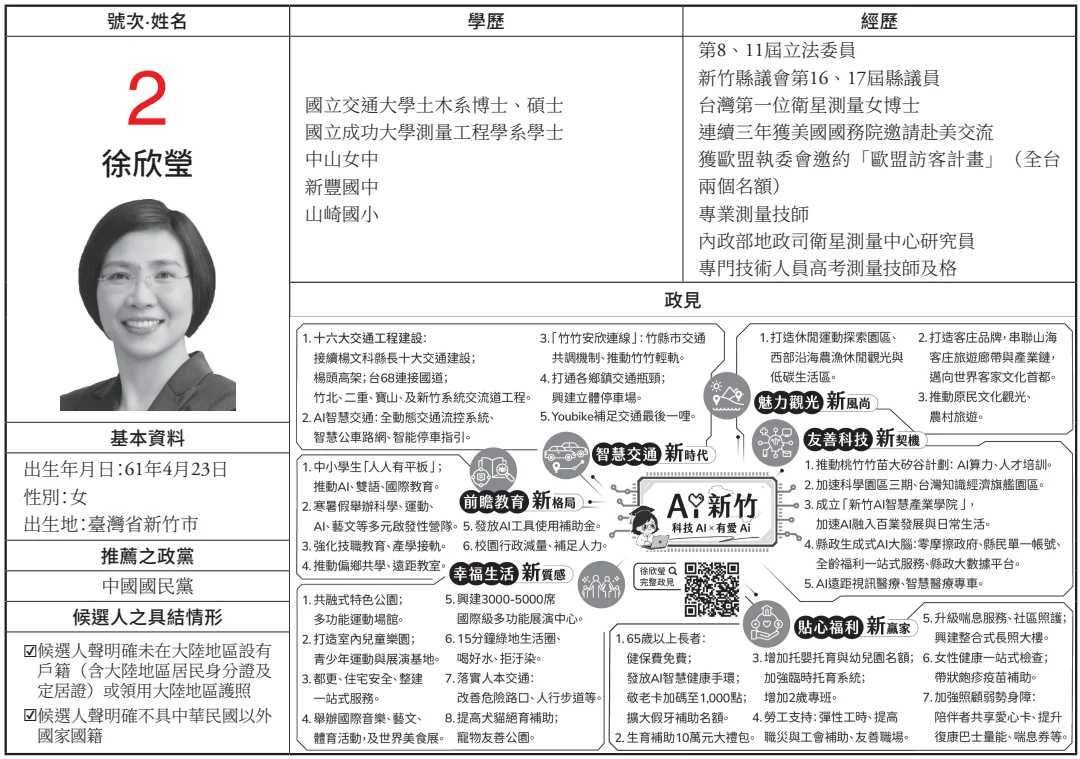 號次·姓名
2
徐欣瑩
基本資料
出生年月日：61年4月23日
性別：女
出生地：臺灣省新竹市
推薦之政黨
中國國民黨
候選人之具結情形
☑候選人聲明確未在大陸地區設有
戶籍（含大陸地區居民身分證及
定居證）或領用大陸地區護照
☑候選人聲明確不具中華民國以外
國家國籍
學歷
國立交通大學土木系博士、碩士
國立成功大學測量工程學系學士
中山女中
新豐國中
山崎國小
經歷
第8、11屆立法委員
新竹縣議會第16、17屆縣議員
台灣第一位衛星測量女博士
連續三年獲美國國務院邀請赴美交流
獲歐盟執委會邀約「歐盟訪客計畫」（全台
兩個名額）
專業測量技師
內政部地政司衛星測量中心研究員
專門技術人員高考測量技師及格
政見
智慧交通 新時代
1. 十六大交通工程建設：
接續楊文科縣長十大交通建設；
楊頭高架；台68連接國道；
竹北、二重、寶山、及新竹系統交流道工程。
2. AI智慧交通：全動態交通流控系統、
智慧公車路網、智能停車指引。
3.「竹竹安欣連線」：竹縣市交通
共調機制、推動竹竹輕軌。
4. 打通各鄉鎮交通瓶頸；
興建立體停車場。
5. Youbike補足交通最後一哩。
魅力觀光 新風尚
1. 打造休閒運動探索園區、
西部沿海農漁休閒觀光與
低碳生活區。
2. 打造客庄品牌，串聯山海
客庄旅遊廊帶與產業鏈，
邁向世界客家文化首都。
3. 推動原民文化觀光、
農村旅遊。
前瞻教育 新格局
1. 中小學生「人人有平板」；
推動AI、雙語、國際教育。
2. 寒暑假舉辦科學、運動、
AI、藝文等多元啟發性營隊。
3. 強化技職教育、產學接軌。
4. 推動偏鄉共學、遠距教室。
5. 發放AI工具使用補助金。
6. 校園行政減量、補足人力。
友善科技 新契機
1. 推動桃竹竹苗大矽谷計劃：AI算力、人才培訓。
2. 加速科學園區三期、台灣知識經濟旗艦園區。
3. 成立「新竹AI智慧產業學院」，
加速AI融入百業發展與日常生活。
4. 縣政生成式AI大腦：零摩擦政府、縣民單一帳號、
全齡福利一站式服務、縣政大數據平台。
5. AI遠距視訊醫療、智慧醫療專車。
AI新竹
科技 AI × 有愛 Ai
徐欣瑩
完整政見
幸福生活 新質感
1. 共融式特色公園；
多功能運動場館。
2. 打造室內兒童樂園；
青少年運動與展演基地。
3. 都更、住宅安全、整建
一站式服務。
4. 舉辦國際音樂、藝文、
體育活動，及世界美食展。
5. 興建3000-5000席
國際級多功能展演中心。
6. 15分鐘綠地生活圈、
喝好水、拒汙染。
7. 落實人本交通：
改善危險路口、人行步道等。
8. 提高犬貓絕育補助；
寵物友善公園。
貼心福利 新贏家
1. 65歲以上長者：
健保費免費；
發放AI智慧健康手環；
敬老卡加碼至1,000點；
擴大假牙補助名額。
2. 生育補助10萬元大禮包。
3. 增加托嬰托育與幼兒園名額；
加強臨時托育系統；
增加2歲專班。
4. 勞工支持：彈性工時、提高
職災與工會補助、友善職場。
5. 升級喘息服務、社區照護；
興建整合式長照大樓。
6. 女性健康一站式檢查；
帶狀皰疹疫苗補助。
7. 加強照顧弱勢身障：
陪伴者共享愛心卡、提升
復康巴士量能、喘息券等。